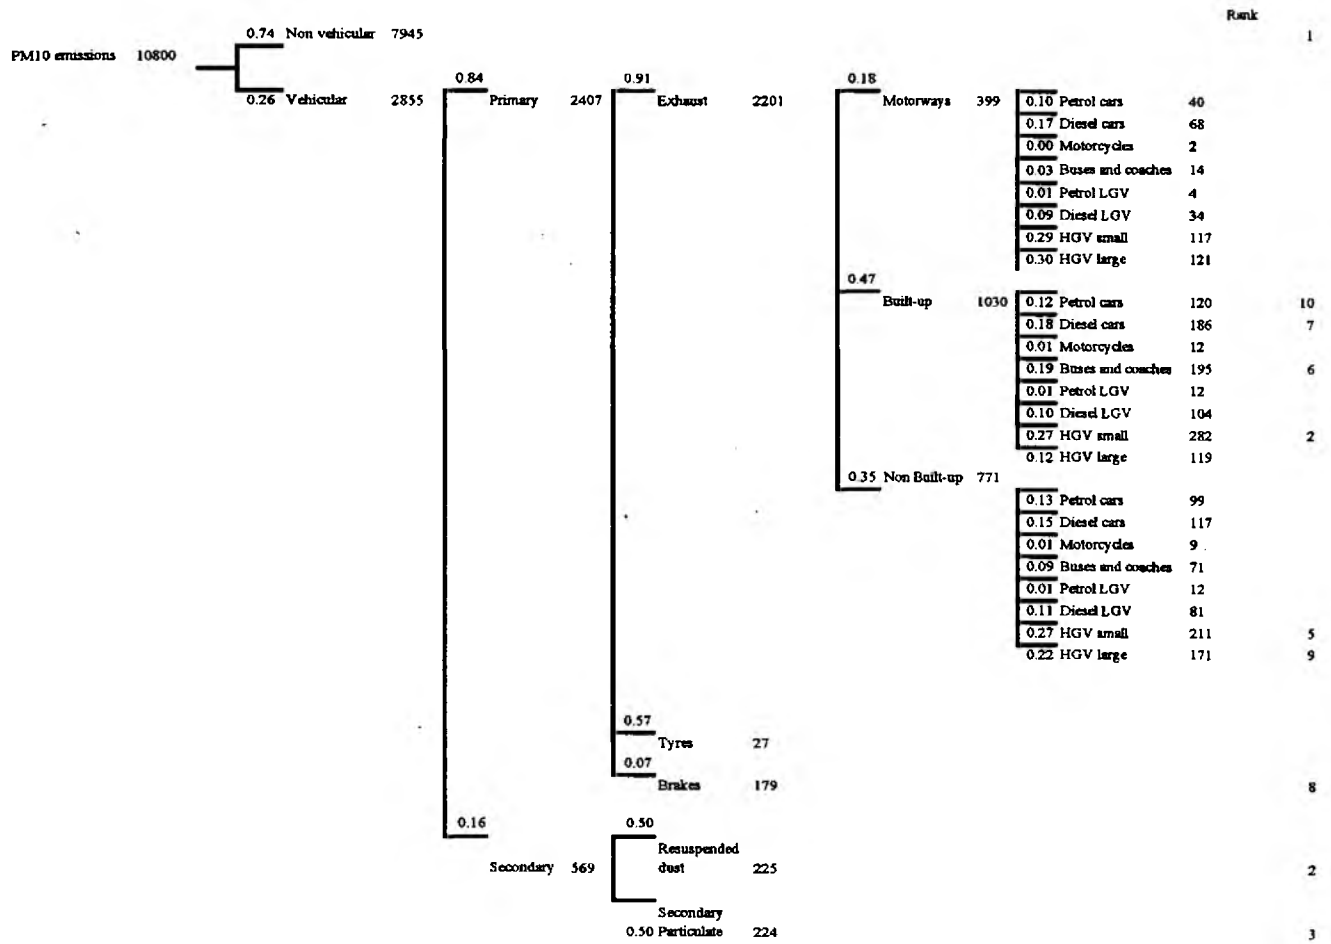 Rank
0.74 Non vehicular 7945 1
PM10 emissions 10800
0.84 0.91 0.18
0.26 Vehicular 2855 Primary 2407 Exhaust 2201 Motorways 399 0.10 Petrol cars 40
0.17 Diesel cars 68
0.00 Motorcycles 2
0.03 Buses and coaches 14
0.01 Petrol LGV 4
0.09 Diesel LGV 34
0.29 HGV small 117
0.30 HGV large 121
0.47
Built-up 1030 0.12 Petrol cars 120 10
0.18 Diesel cars 186 7
0.01 Motorcycles 12
0.19 Buses and coaches 195 6
0.01 Petrol LGV 12
0.10 Diesel LGV 104
0.27 HGV small 282 2
0.12 HGV large 119
0.35 Non Built-up 771
0.13 Petrol cars 99
0.15 Diesel cars 117
0.01 Motorcycles 9
0.09 Buses and coaches 71
0.01 Petrol LGV 12
0.11 Diesel LGV 81
0.27 HGV small 211 5
0.22 HGV large 171 9
0.57
Tyres 27
0.07
Brakes 179 8
0.16 0.50
Resuspended
Secondary 569 dust 225 2
Secondary
0.50 Particulate 224 3